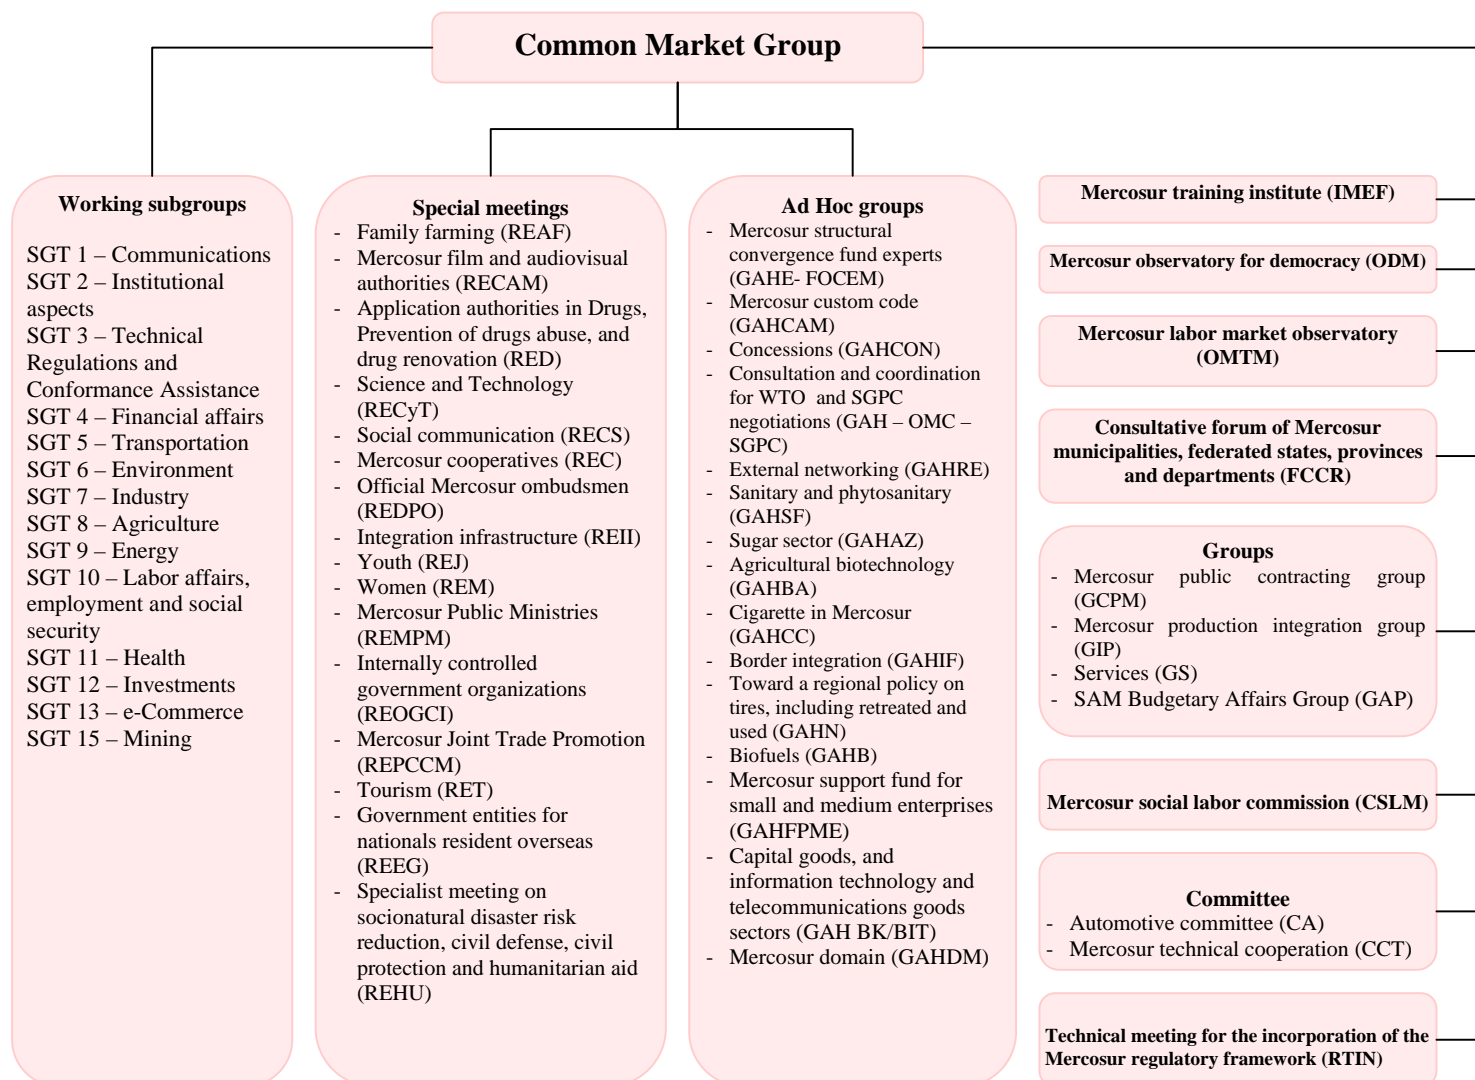 Common Market Group
Working subgroups
SGT 1 – Communications
SGT 2 – Institutional
aspects
SGT 3 – Technical
Regulations and
Conformance Assistance
SGT 4 – Financial affairs
SGT 5 – Transportation
SGT 6 – Environment
SGT 7 – Industry
SGT 8 – Agriculture
SGT 9 – Energy
SGT 10 – Labor affairs,
employment and social
security
SGT 11 – Health
SGT 12 – Investments
SGT 13 – e-Commerce
SGT 15 – Mining
Special meetings
- Family farming (REAF)
- Mercosur film and audiovisual
authorities (RECAM)
- Application authorities in Drugs,
Prevention of drugs abuse, and
drug renovation (RED)
- Science and Technology
(RECyT)
- Social communication (RECS)
- Mercosur cooperatives (REC)
- Official Mercosur ombudsmen
(REDPO)
- Integration infrastructure (REII)
- Youth (REJ)
- Women (REM)
- Mercosur Public Ministries
(REMPM)
- Internally controlled
government organizations
(REOGCI)
- Mercosur Joint Trade Promotion
(REPCCM)
- Tourism (RET)
- Government entities for
nationals resident overseas
(REEG)
- Specialist meeting on
socionatural disaster risk
reduction, civil defense, civil
protection and humanitarian aid
(REHU)
Ad Hoc groups
- Mercosur structural
convergence fund experts
(GAHE- FOCEM)
- Mercosur custom code
(GAHCAM)
- Concessions (GAHCON)
- Consultation and coordination
for WTO and SGPC
negotiations (GAH – OMC –
SGPC)
- External networking (GAHRE)
- Sanitary and phytosanitary
(GAHSF)
- Sugar sector (GAHAZ)
- Agricultural biotechnology
(GAHBA)
- Cigarette in Mercosur
(GAHCC)
- Border integration (GAHIF)
- Toward a regional policy on
tires, including retreated and
used (GAHN)
- Biofuels (GAHB)
- Mercosur support fund for
small and medium enterprises
(GAHFPME)
- Capital goods, and
information technology and
telecommunications goods
sectors (GAH BK/BIT)
- Mercosur domain (GAHDM)
Mercosur training institute (IMEF)
Mercosur observatory for democracy (ODM)
Mercosur labor market observatory
(OMTM)
Consultative forum of Mercosur
municipalities, federated states, provinces
and departments (FCCR)
Groups
- Mercosur public contracting group
(GCPM)
- Mercosur production integration group
(GIP)
- Services (GS)
- SAM Budgetary Affairs Group (GAP)
Mercosur social labor commission (CSLM)
Committee
- Automotive committee (CA)
- Mercosur technical cooperation (CCT)
Technical meeting for the incorporation of the
Mercosur regulatory framework (RTIN)